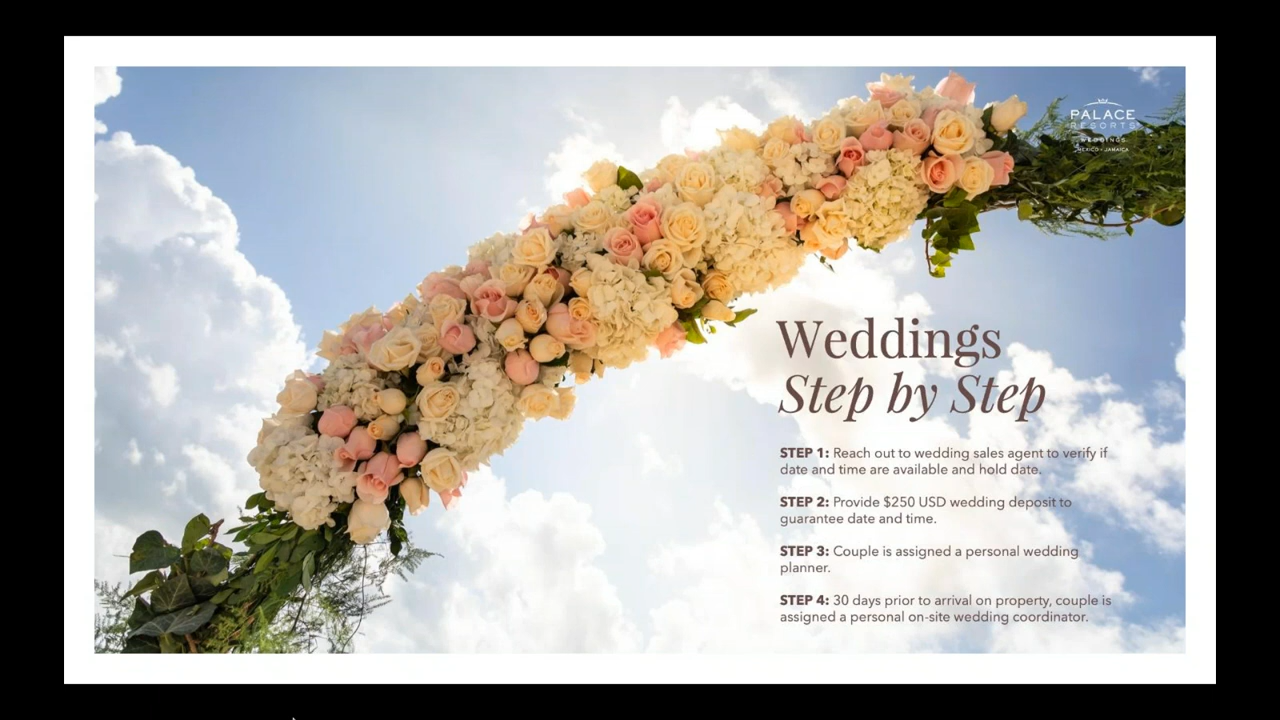 PALACE
RESORTS
WEDDINGS
MEXICO • JAMAICA
Weddings
Step by Step
STEP 1: Reach out to wedding sales agent to verify if
date and time are available and hold date.
STEP 2: Provide $250 USD wedding deposit to
guarantee date and time.
STEP 3: Couple is assigned a personal wedding
planner.
STEP 4: 30 days prior to arrival on property, couple is
assigned a personal on-site wedding coordinator.